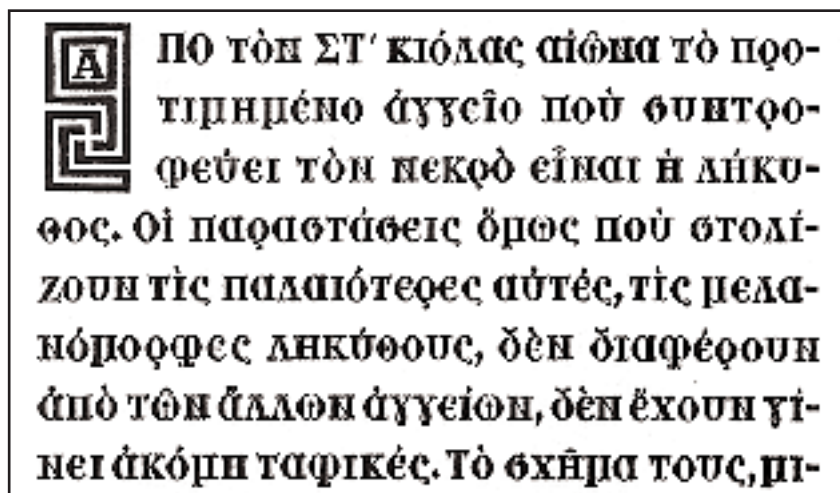 ΑΠΟ τὸν ΣΤ′ κιόλας αἰῶνα τὸ προ-
τιμημένο ἀγγεῖο ποὺ συντρο-
φεύει τὸν νεκρὸ εἶναι ἡ λήκυ-
θος. Οἱ παραστάσεις ὅμως ποὺ στολί-
ζουν τὶς παλαιότερες αὐτές, τὶς μελα-
νόμορφες ληκύθους, δὲν διαφέρουν
ἀπὸ τῶν ἄλλων ἀγγείων, δὲν ἔχουν γί-
νει ἀκόμη ταφικές. Τὸ σχῆμα τους, μι-